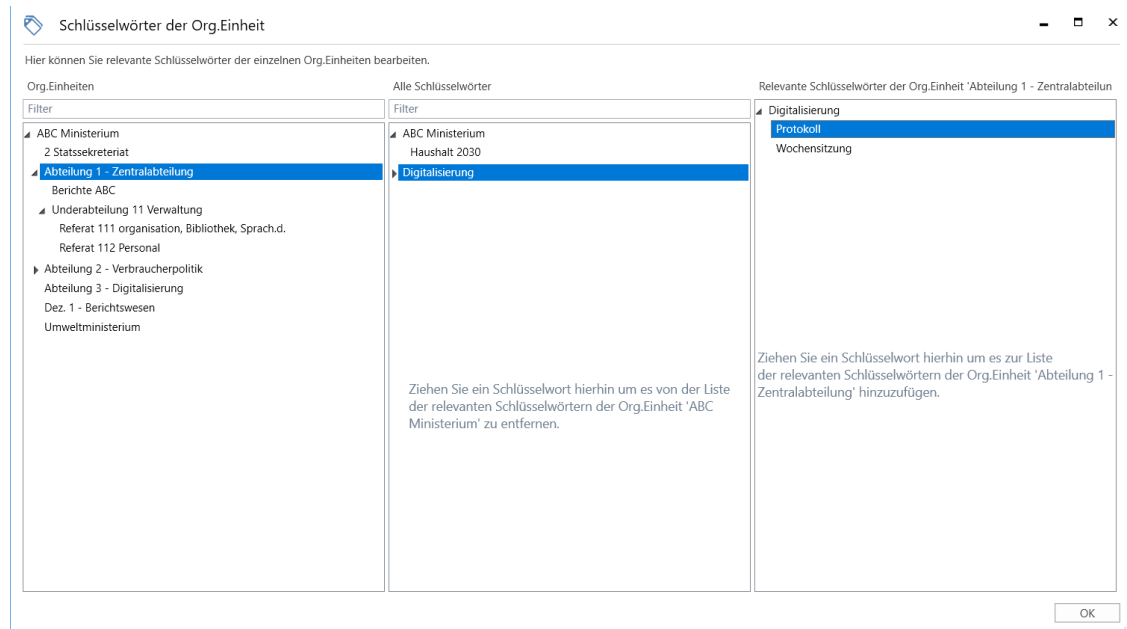 Schlüsselwörter der Org.Einheit
Hier können Sie relevante Schlüsselwörter der einzelnen Org.Einheiten bearbeiten.
Org.Einheiten
Filter
ABC Ministerium
2 Statssekreteriat
Abteilung 1 - Zentralabteilung
Berichte ABC
Underabteilung 11 Verwaltung
Referat 111 organisation, Bibliothek, Sprach.d.
Referat 112 Personal
Abteilung 2 - Verbraucherpolitik
Abteilung 3 - Digitalisierung
Dez. 1 - Berichtswesen
Umweltministerium
Alle Schlüsselwörter
Filter
ABC Ministerium
Haushalt 2030
Digitalisierung
Ziehen Sie ein Schlüsselwort hierhin um es von der Liste
der relevanten Schlüsselwörtern der Org.Einheit 'ABC
Ministerium' zu entfernen.
Relevante Schlüsselwörter der Org.Einheit 'Abteilung 1 - Zentralabteilun
Digitalisierung
Protokoll
Wochensitzung
Ziehen Sie ein Schlüsselwort hierhin um es zur Liste
der relevanten Schlüsselwörtern der Org.Einheit 'Abteilung 1 -
Zentralabteilung' hinzuzufügen.
OK